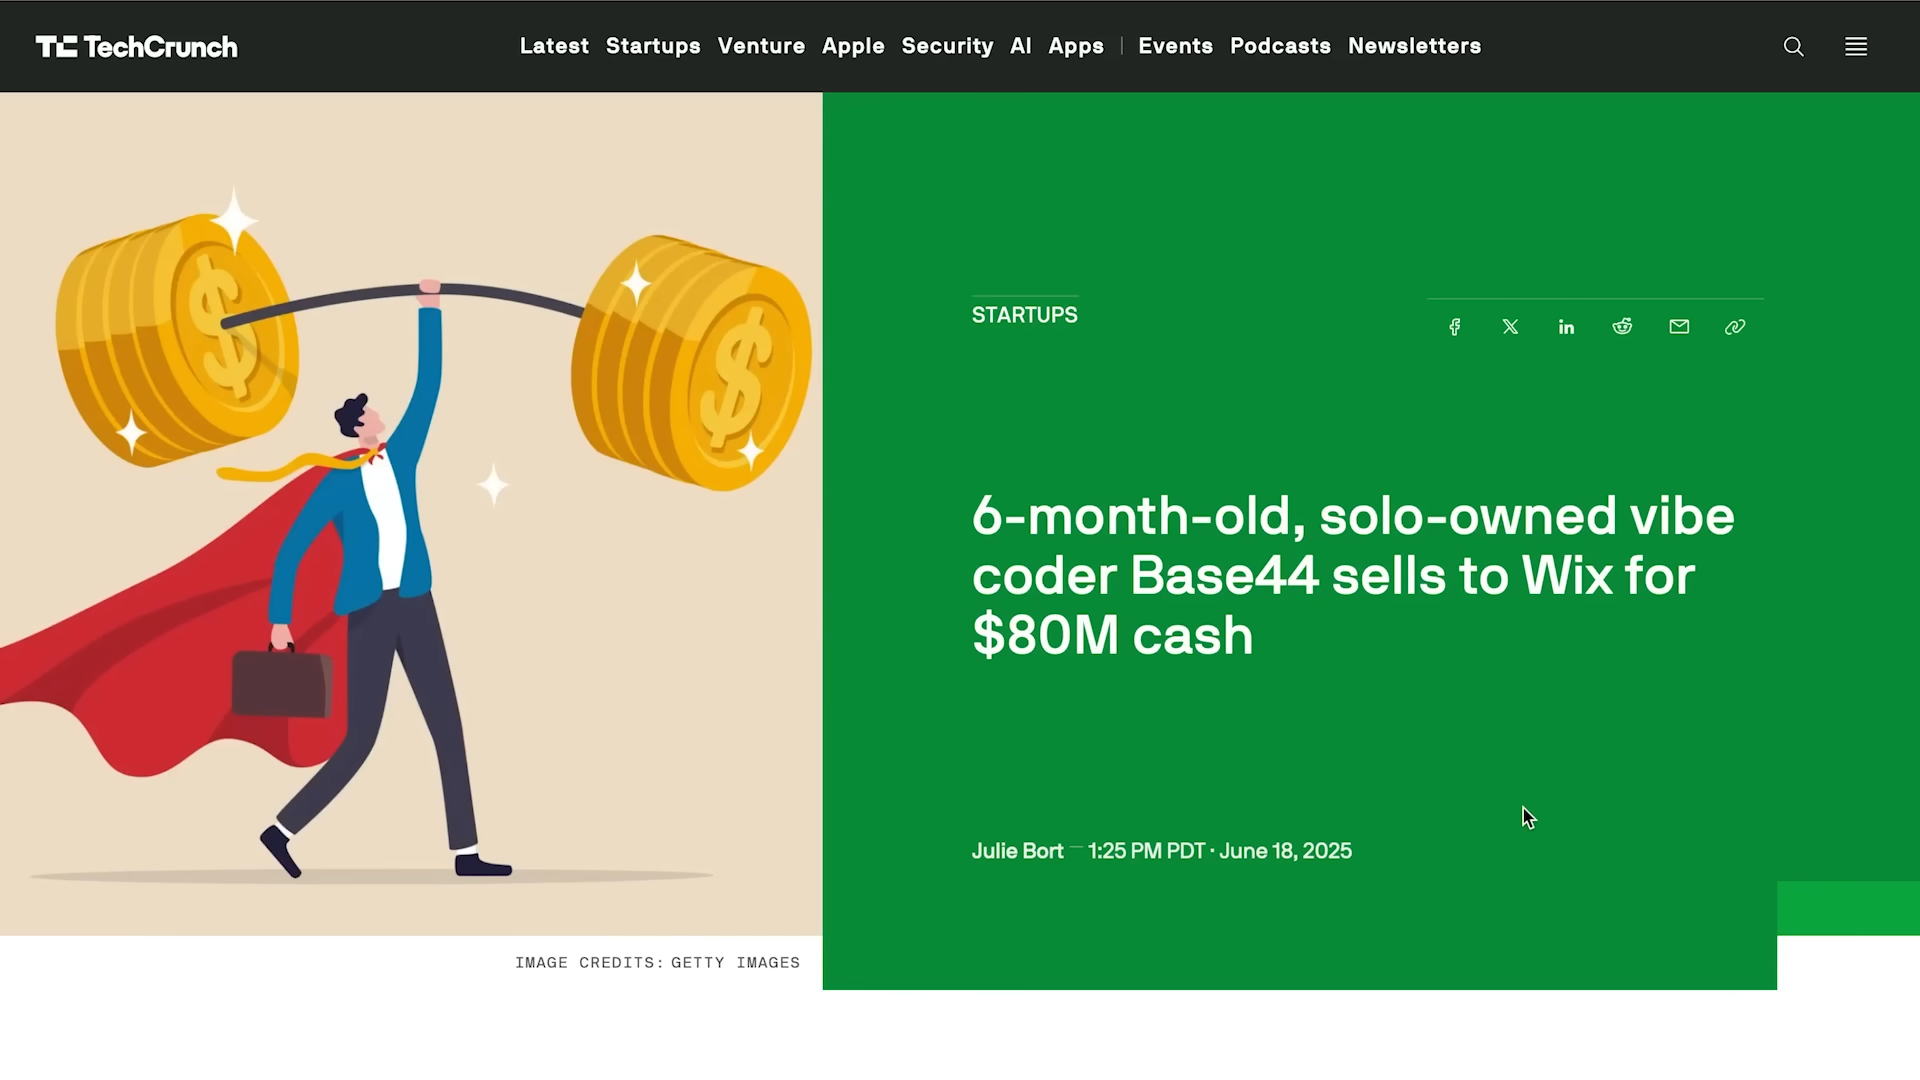 TechCrunch
Latest Startups Venture Apple Security AI Apps | Events Podcasts Newsletters
STARTUPS
6-month-old, solo-owned vibe
coder Base44 sells to Wix for
$80M cash
Julie Bort — 1:25 PM PDT · June 18, 2025
IMAGE CREDITS: GETTY IMAGES